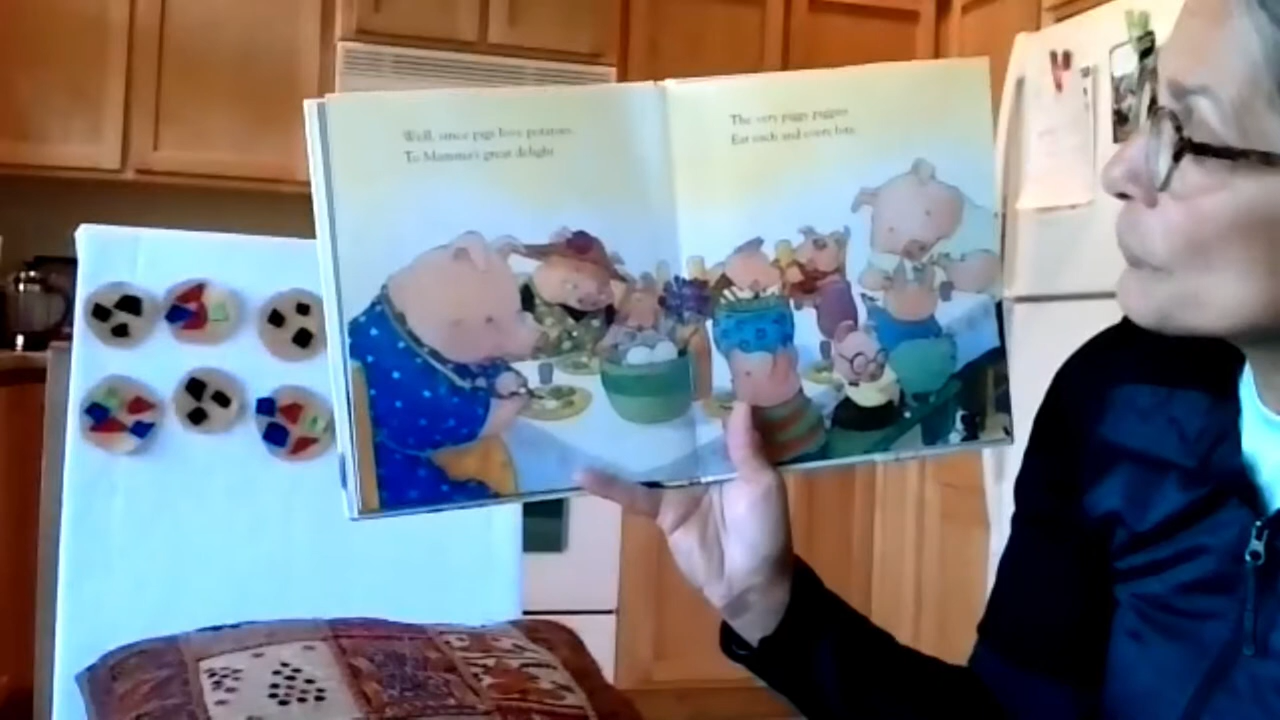 Well, since pigs love potatoes,
To Mamma's great delight
The very piggy piggies
Eat each and every bite.